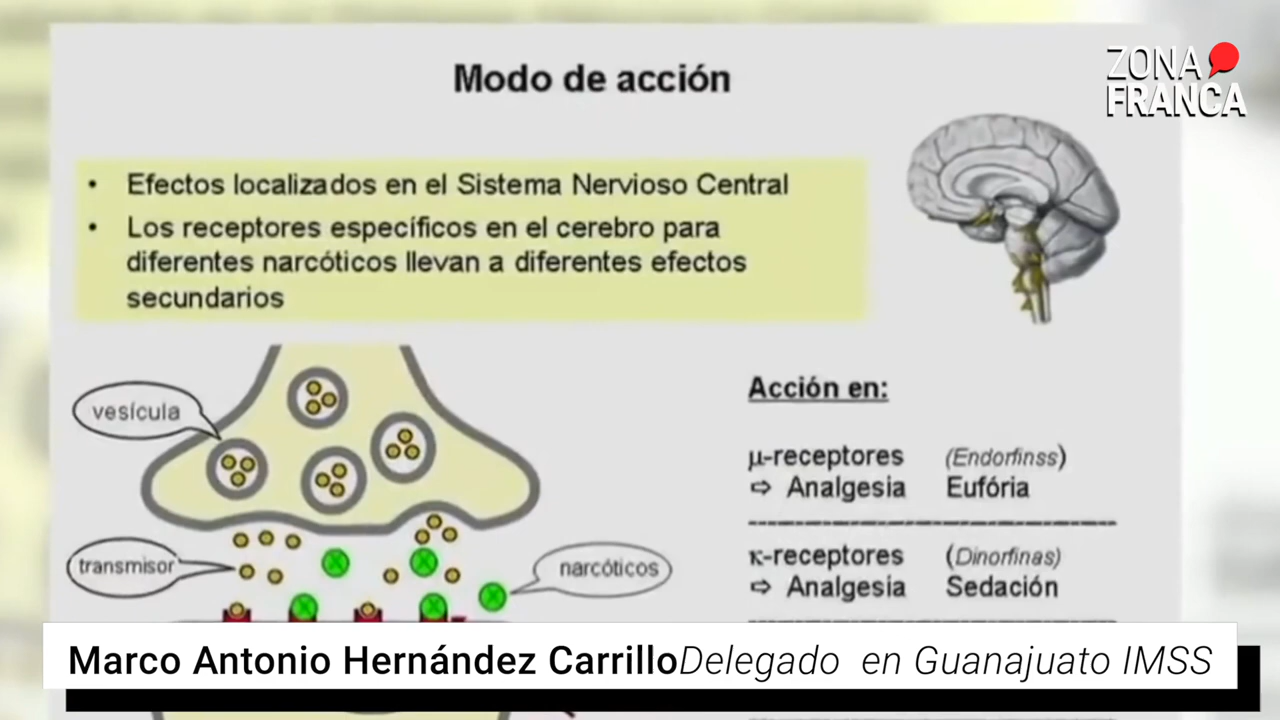 ZONA
FRANCA
Modo de acción
• Efectos localizados en el Sistema Nervioso Central
• Los receptores específicos en el cerebro para
diferentes narcóticos llevan a diferentes efectos
secundarios
vesícula
transmisor
narcóticos
Acción en:
μ-receptores (Endorfinss)
⇨ Analgesia Eufória
κ-receptores (Dinorfinas)
⇨ Analgesia Sedación
Marco Antonio Hernández Carrillo Delegado en Guanajuato IMSS